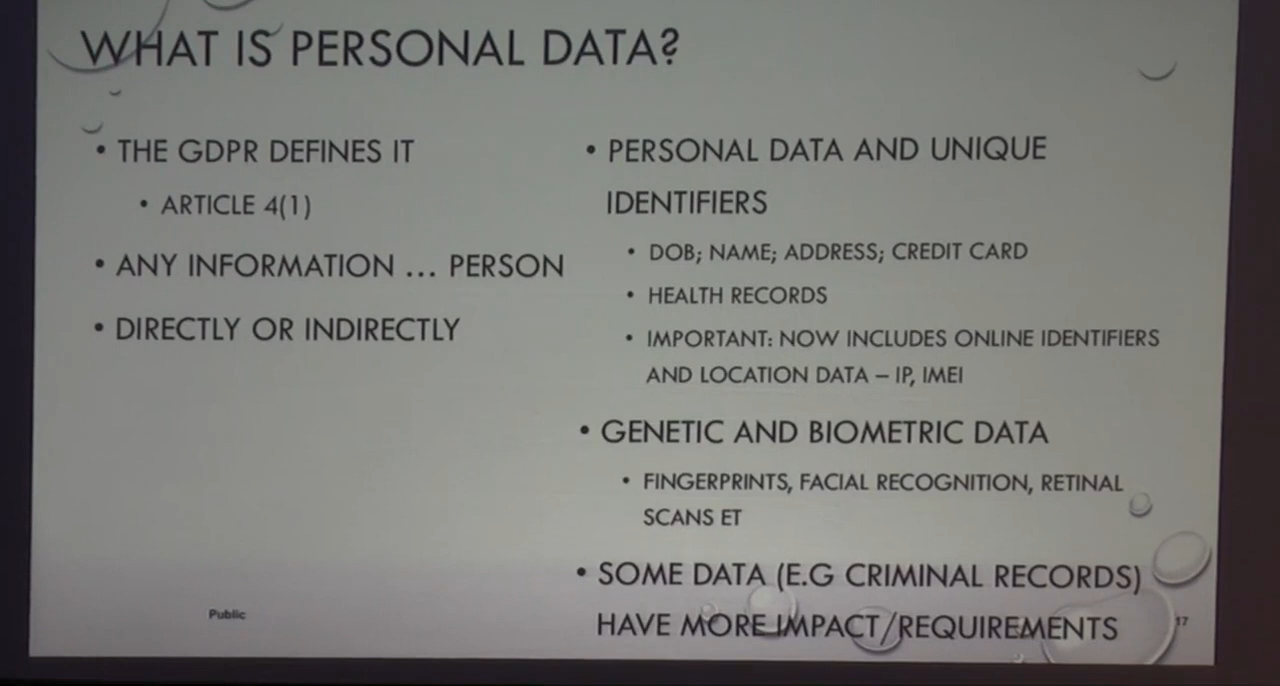 WHAT IS PERSONAL DATA?
• THE GDPR DEFINES IT
• ARTICLE 4(1)
• ANY INFORMATION ... PERSON
• DIRECTLY OR INDIRECTLY
• PERSONAL DATA AND UNIQUE
IDENTIFIERS
• DOB; NAME; ADDRESS; CREDIT CARD
• HEALTH RECORDS
• IMPORTANT: NOW INCLUDES ONLINE IDENTIFIERS
AND LOCATION DATA – IP, IMEI
• GENETIC AND BIOMETRIC DATA
• FINGERPRINTS, FACIAL RECOGNITION, RETINAL
SCANS ET
• SOME DATA (E.G CRIMINAL RECORDS)
HAVE MORE IMPACT/REQUIREMENTS
Public
17